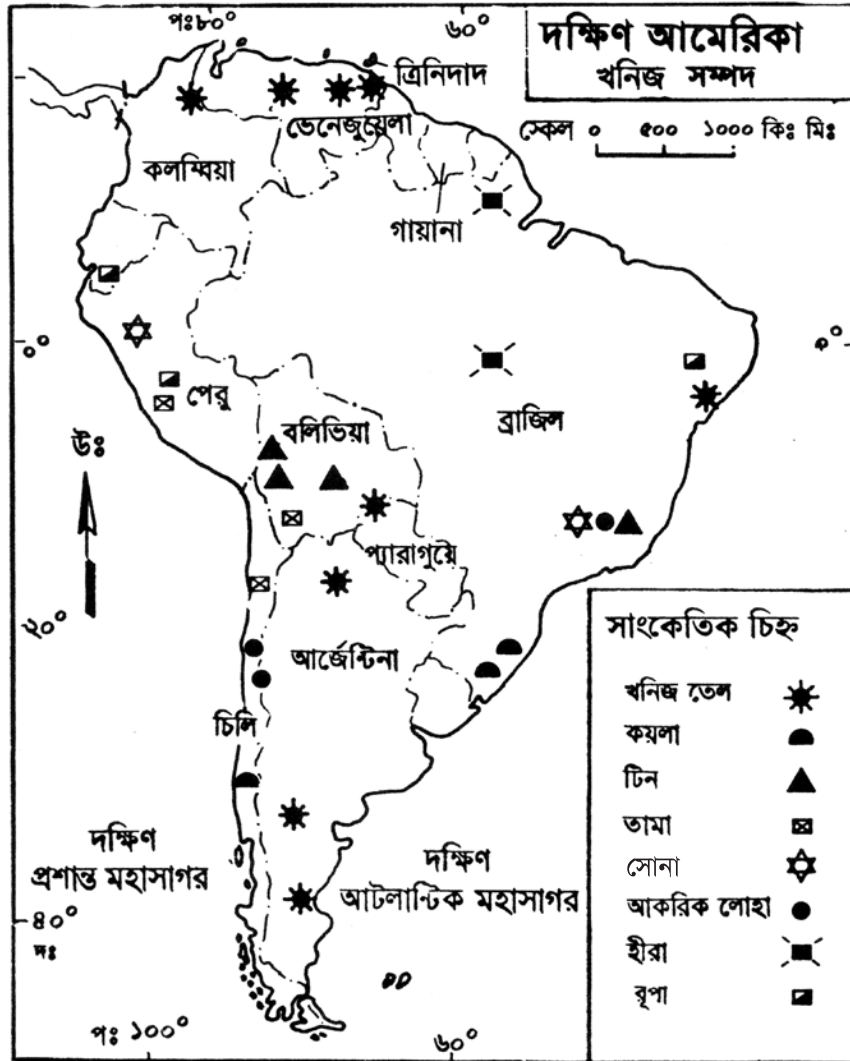 পঃ৮০°
৬০°
দক্ষিণ আমেরিকা
খনিজ সম্পদ
ত্রিনিদাদ
ভেনেজুয়েলা
স্কেল ০ ৫০০ ১০০০ কিঃ মিঃ
কলম্বিয়া
গায়ানা
০°
০°
পেরু
ব্রাজিল
বলিভিয়া
উঃ
প্যারাগুয়ে
২০°
আর্জেন্টিনা
চিলি
সাংকেতিক চিহ্ন
খনিজ তেল
কয়লা
টিন
তামা
সোনা
আকরিক লোহা
হীরা
রূপা
দক্ষিণ
প্রশান্ত মহাসাগর
দক্ষিণ
আটলান্টিক মহাসাগর
৪০°
দঃ
পঃ ১০০°
৬০°